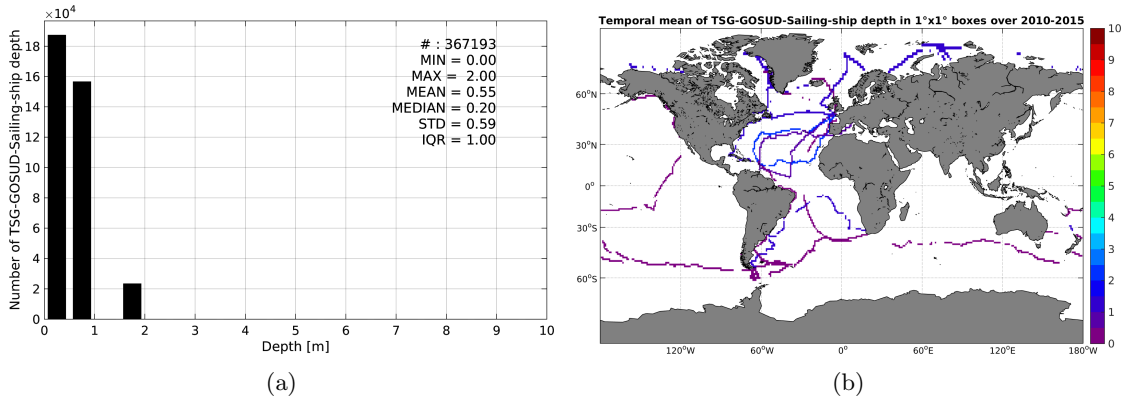 ×10⁴
18
16
14
12
10
8
6
4
2
0
Number of TSG-GOSUD-Sailing-ship depth
# : 367193
MIN = 0.00
MAX = 2.00
MEAN = 0.55
MEDIAN = 0.20
STD = 0.59
IQR = 1.00
0 1 2 3 4 5 6 7 8 9 10
Depth [m]
(a)
Temporal mean of TSG-GOSUD-Sailing-ship depth in 1°x1° boxes over 2010-2015
60°N
30°N
0°
30°S
60°S
120°W 60°W 0° 60°E 120°E 180°W
10
9
8
7
6
5
4
3
2
1
0
(b)